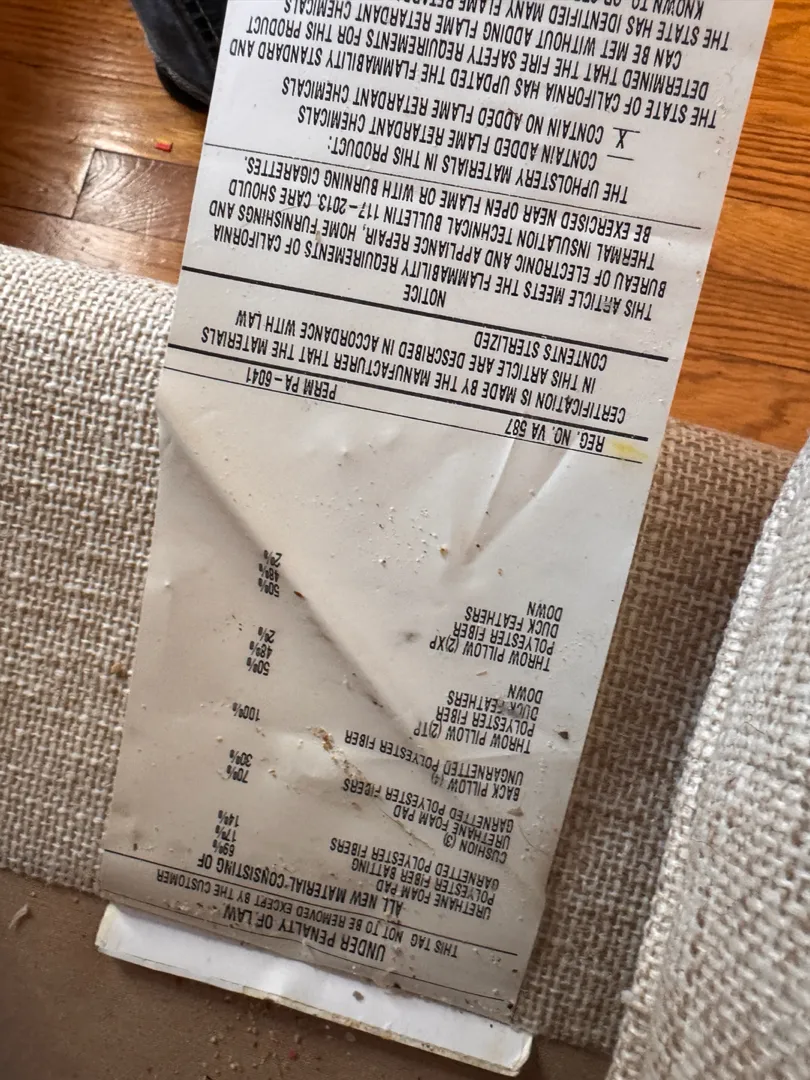 UNDER PENALTY OF LAW
THIS TAG NOT TO BE REMOVED EXCEPT BY THE CUSTOMER
ALL NEW MATERIAL CONSISTING OF
URETHANE FOAM PAD 69%
POLYESTER FIBER BATTING 17%
GARNETTED POLYESTER FIBERS 14%
CUSHION (3)
URETHANE FOAM PAD 70%
GARNETTED POLYESTER FIBERS 30%
BACK PILLOW
UNGARNETTED POLYESTER FIBER 100%
THROW PILLOW (2)TP
POLYESTER FIBER 50%
DUCK FEATHERS 48%
DOWN 2%
THROW PILLOW (2)XP
POLYESTER FIBER 50%
DUCK FEATHERS 48%
DOWN 2%
REG. NO. VA 587 PERM PA-6041
CERTIFICATION IS MADE BY THE MANUFACTURER THAT THE MATERIALS
IN THIS ARTICLE ARE DESCRIBED IN ACCORDANCE WITH LAW
CONTENTS STERILIZED
NOTICE
THIS ARTICLE MEETS THE FLAMMABILITY REQUIREMENTS OF CALIFORNIA
BUREAU OF ELECTRONIC AND APPLIANCE REPAIR, HOME FURNISHINGS AND
THERMAL INSULATION TECHNICAL BULLETIN 117-2013. CARE SHOULD
BE EXERCISED NEAR OPEN FLAME OR WITH BURNING CIGARETTES.
THE UPHOLSTERY MATERIALS IN THIS PRODUCT:
__ CONTAIN ADDED FLAME RETARDANT CHEMICALS
X CONTAIN NO ADDED FLAME RETARDANT CHEMICALS
THE STATE OF CALIFORNIA HAS UPDATED THE FLAMMABILITY STANDARD AND
DETERMINED THAT THE FIRE SAFETY REQUIREMENTS FOR THIS PRODUCT
CAN BE MET WITHOUT ADDING FLAME RETARDANT CHEMICALS
THE STATE HAS IDENTIFIED MANY FLAME
KNOWN TO